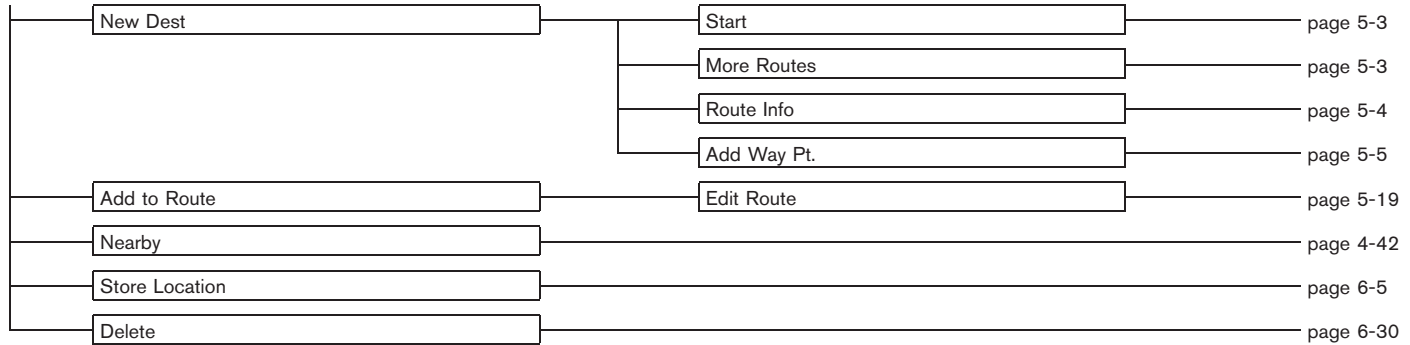 New Dest Start page 5-3
More Routes page 5-3
Route Info page 5-4
Add Way Pt. page 5-5
Add to Route Edit Route page 5-19
Nearby page 4-42
Store Location page 6-5
Delete page 6-30